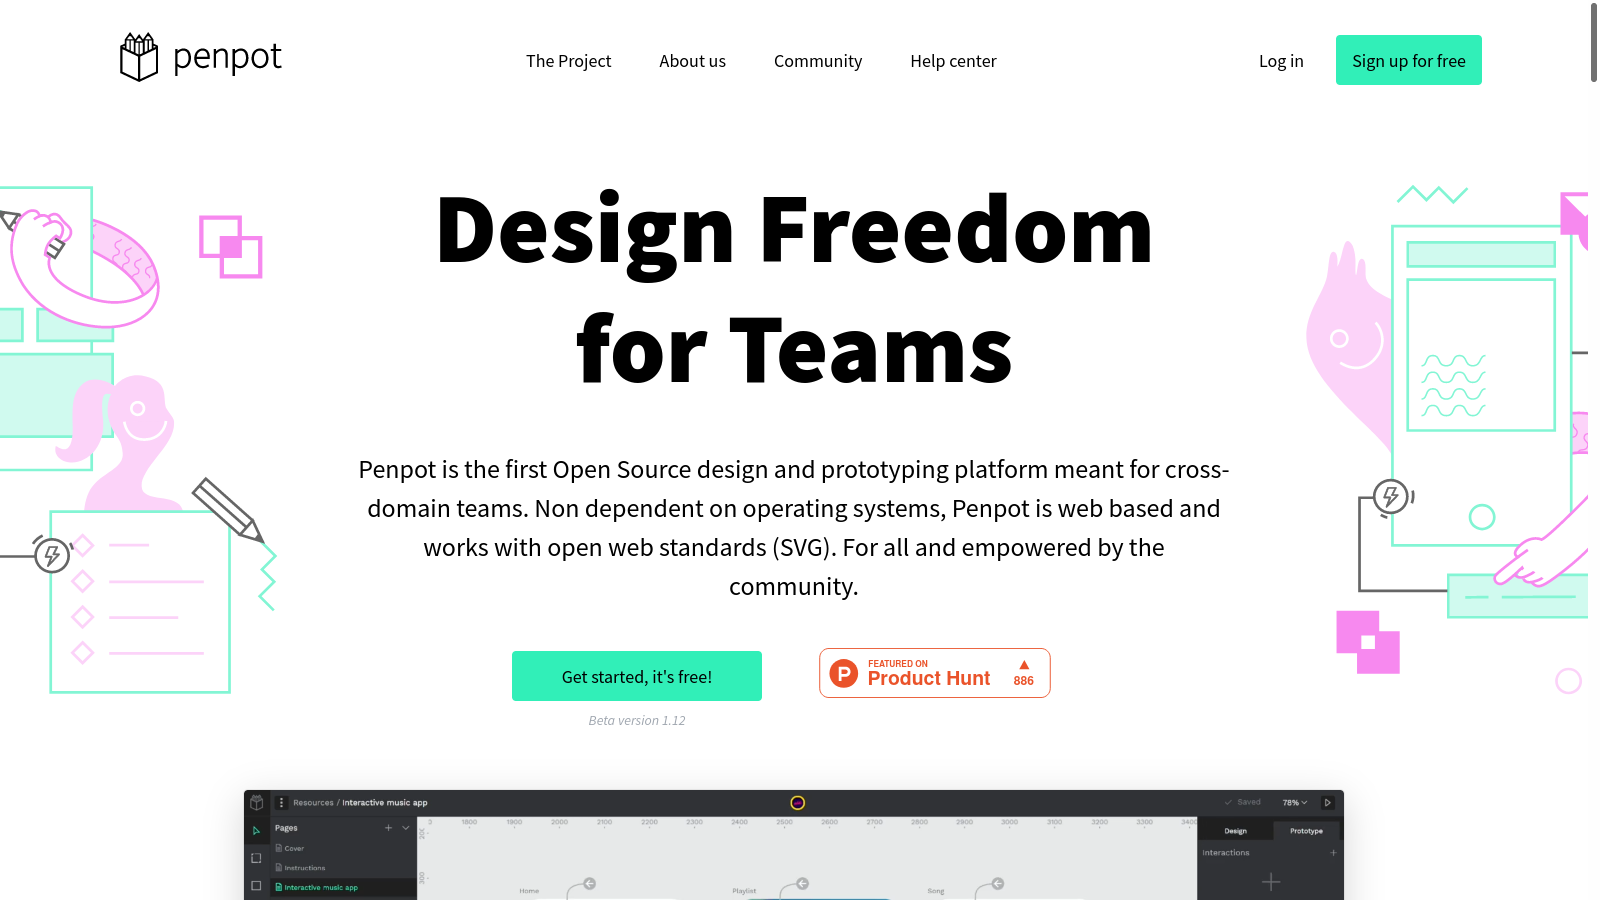 penpot
The Project
About us
Community
Help center
Log in
Sign up for free
Design Freedom
for Teams
Penpot is the first Open Source design and prototyping platform meant for cross-
domain teams. Non dependent on operating systems, Penpot is web based and
works with open web standards (SVG). For all and empowered by the
community.
Get started, it's free!
FEATURED ON
Product Hunt
886
Beta version 1.12
Resources / Interactive music app
Saved
78%
Pages
1800 1900 2000 2100 2200 2300 2400 2500 2600 2700 2800 2900 3000 3100 3200 3300
Design
Prototype
Cover
Interactions
Instructions
300
Interactive music app
Home
Playlist
Song